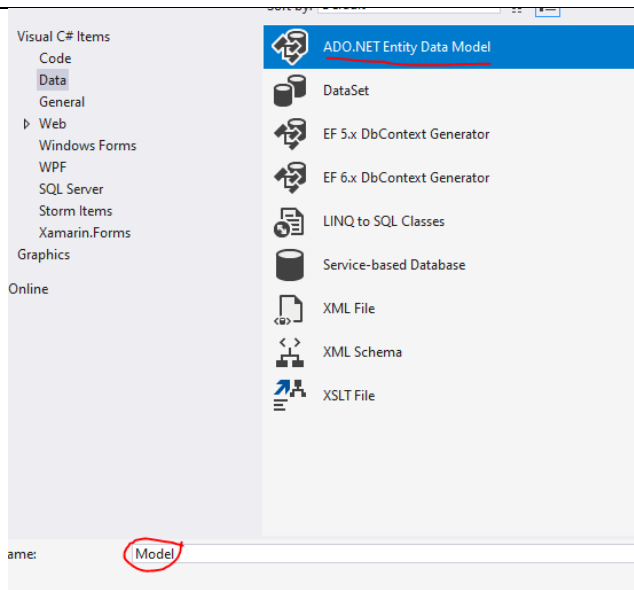 Visual C# Items
Code
Data
General
Web
Windows Forms
WPF
SQL Server
Storm Items
Xamarin.Forms
Graphics
Online
ADO.NET Entity Data Model
DataSet
EF 5.x DbContext Generator
EF 6.x DbContext Generator
LINQ to SQL Classes
Service-based Database
XML File
XML Schema
XSLT File
ame:
Model